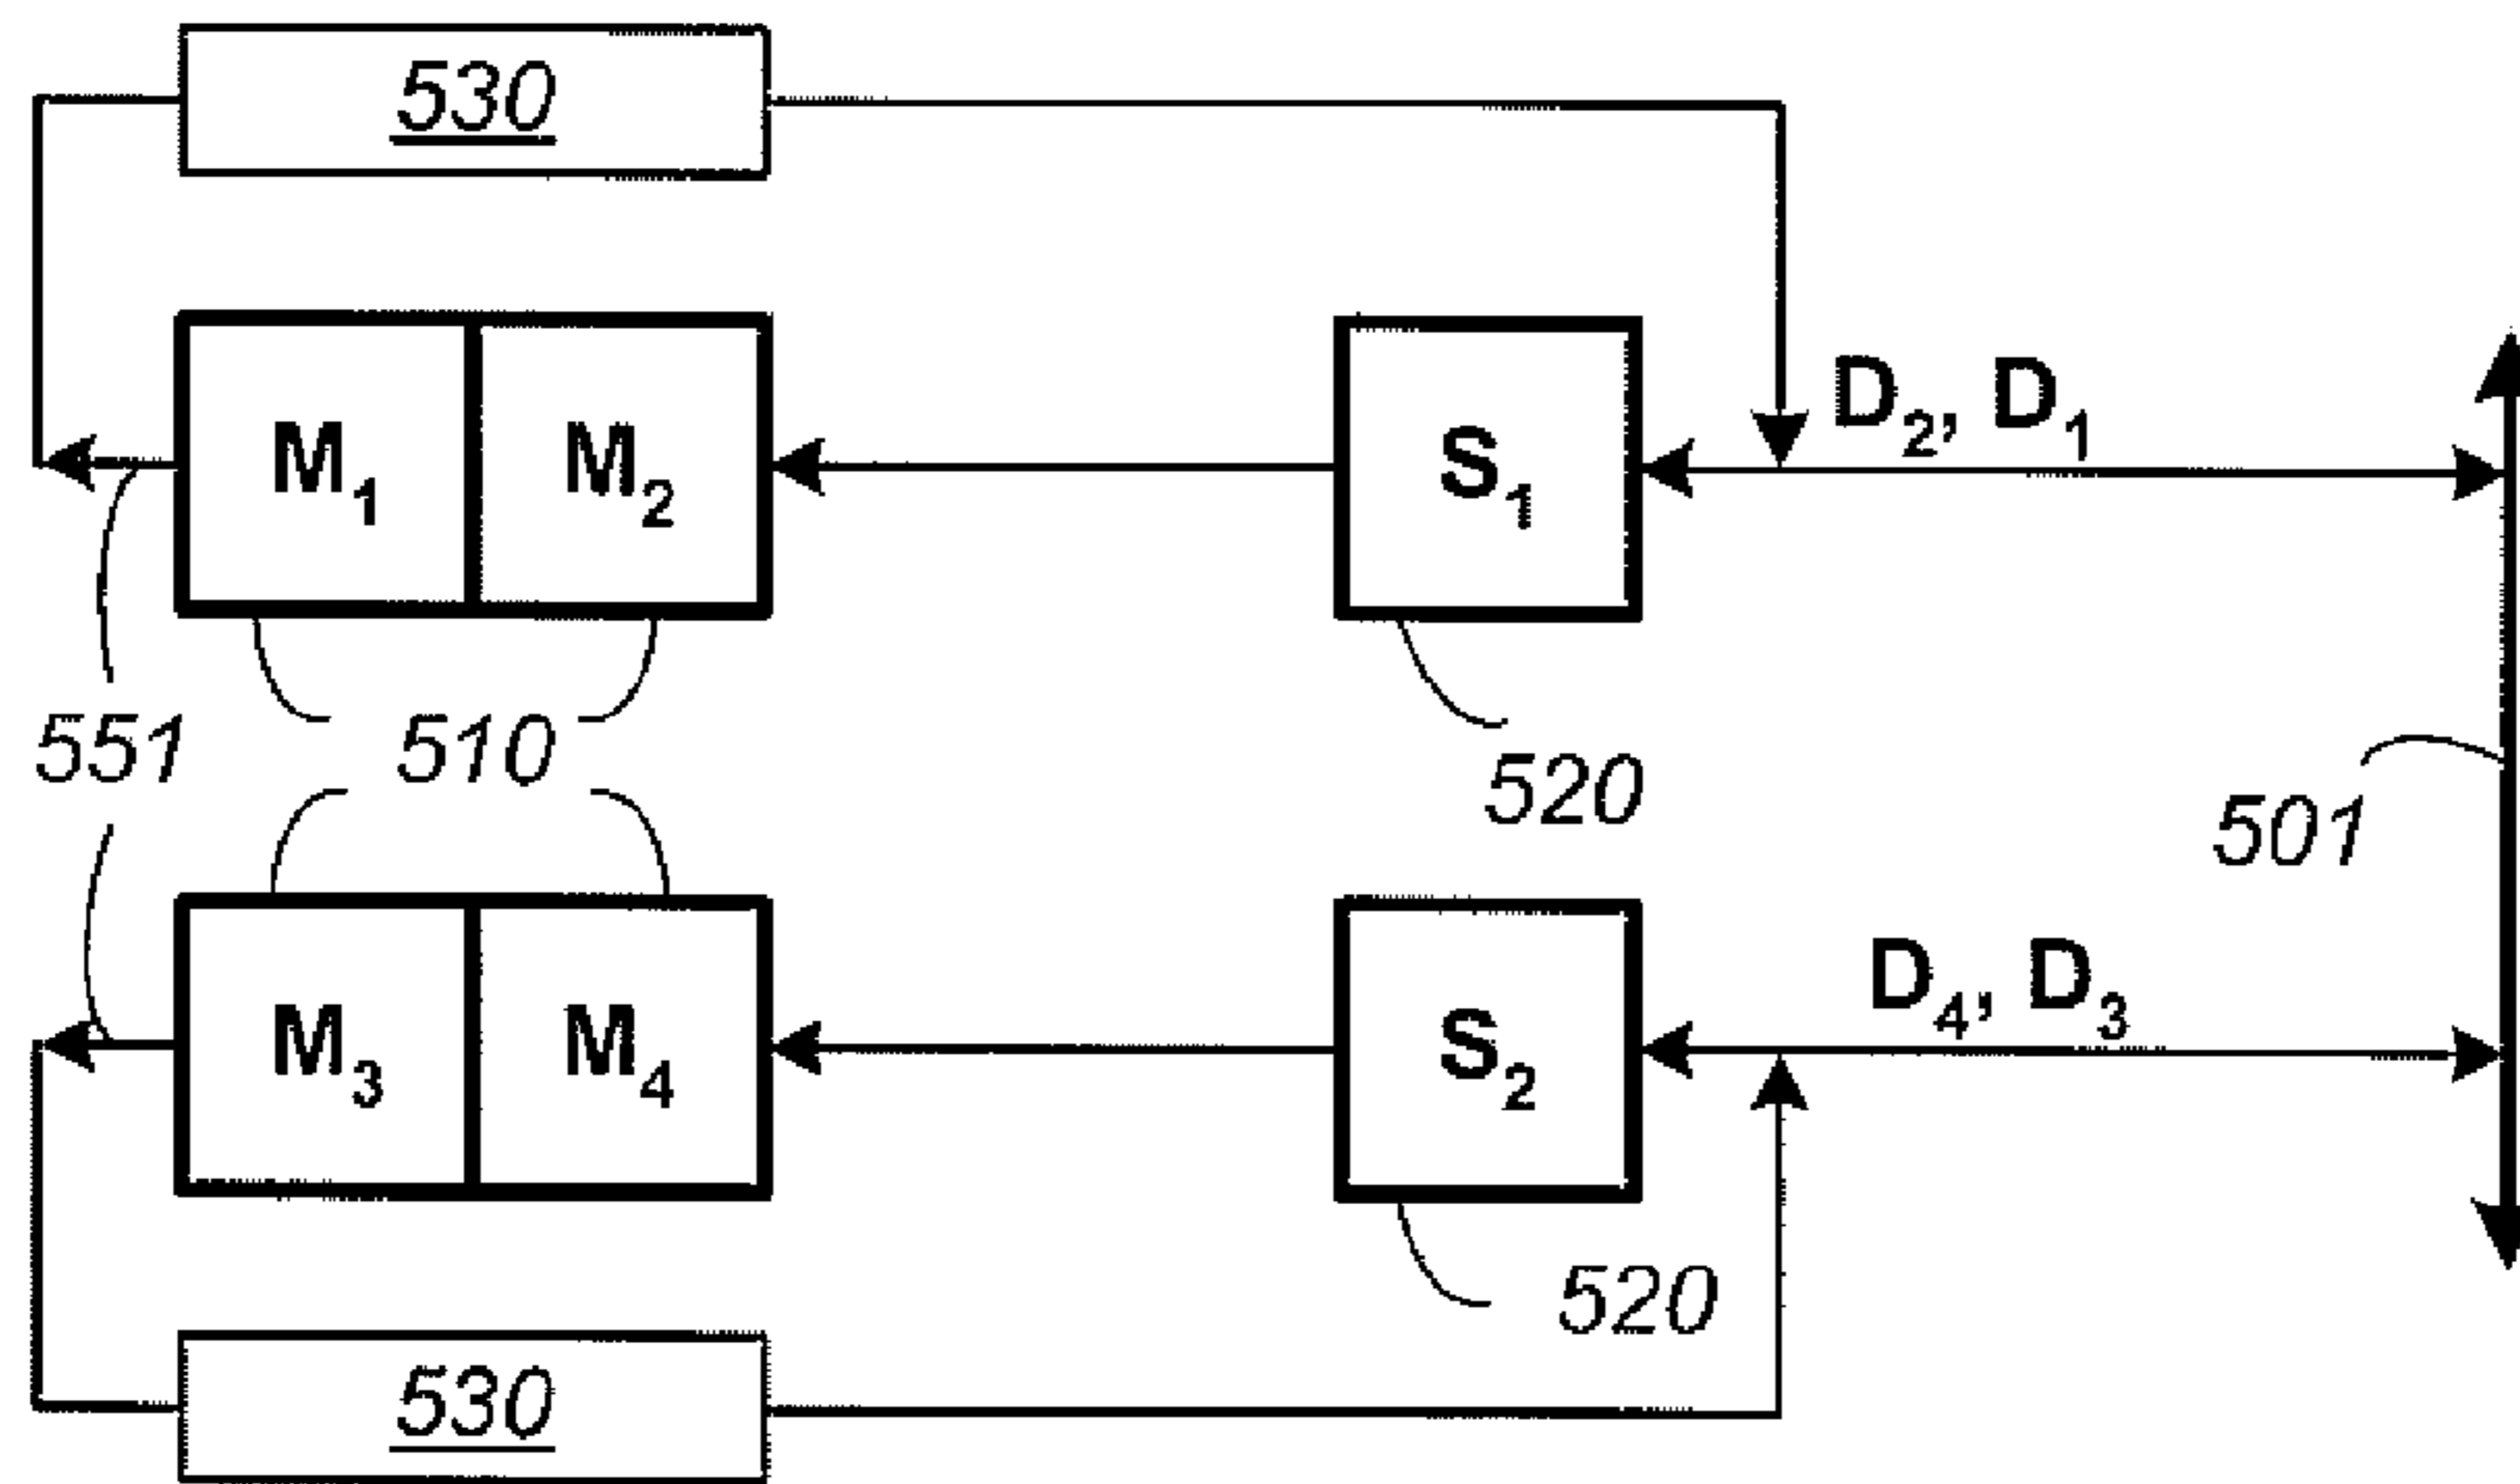 530
D₂, D₁
M₁ M₂ S₁
551 510 520
501
D₄, D₃
M₃ M₄ S₂
520
530